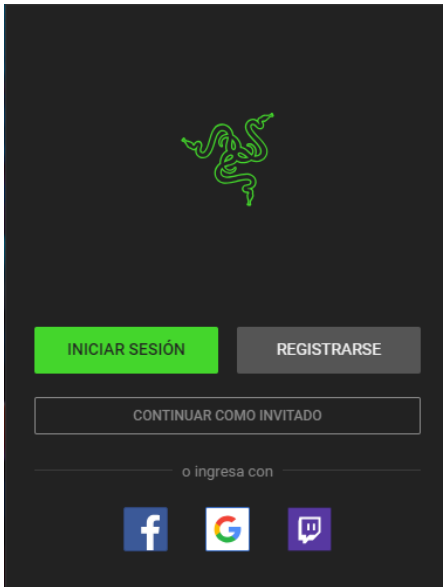 INICIAR SESIÓN
REGISTRARSE
CONTINUAR COMO INVITADO
o ingresa con